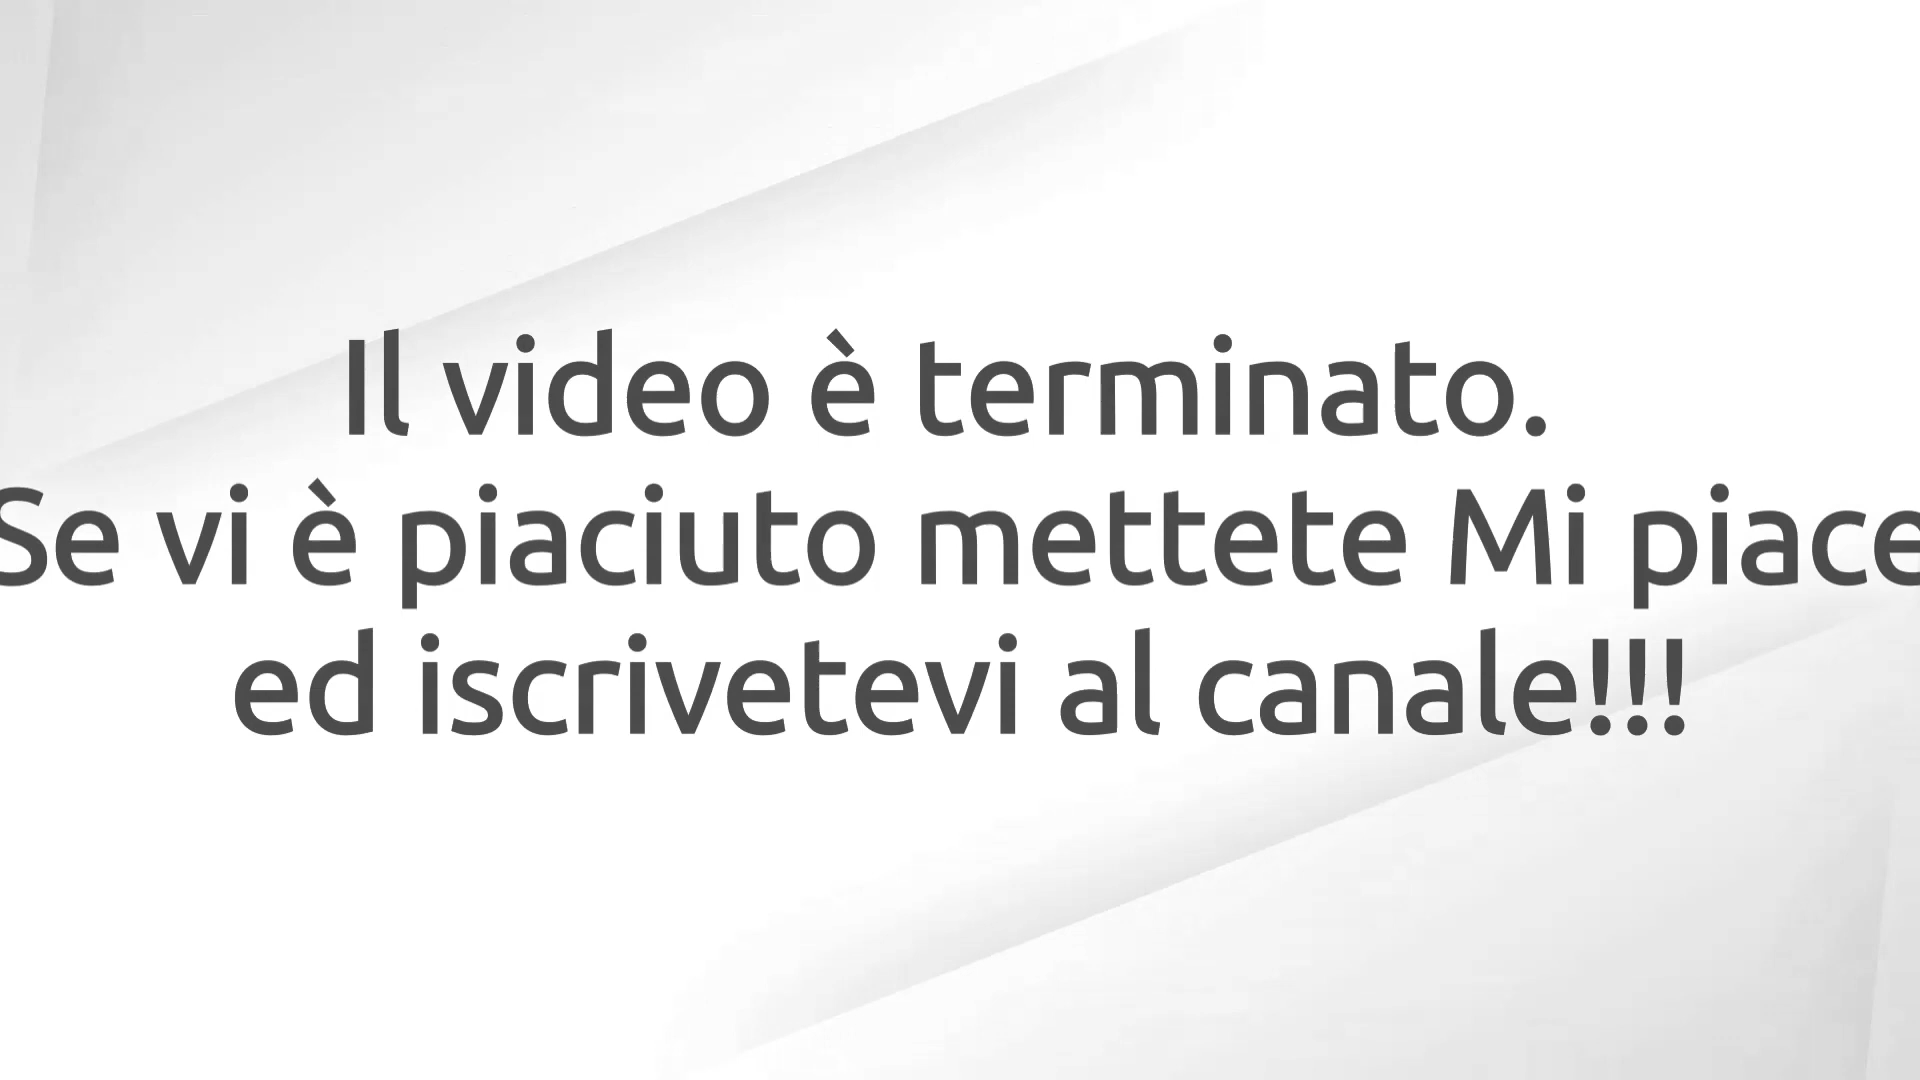 Il video è terminato.
Se vi è piaciuto mettete Mi piace
ed iscrivetevi al canale!!!